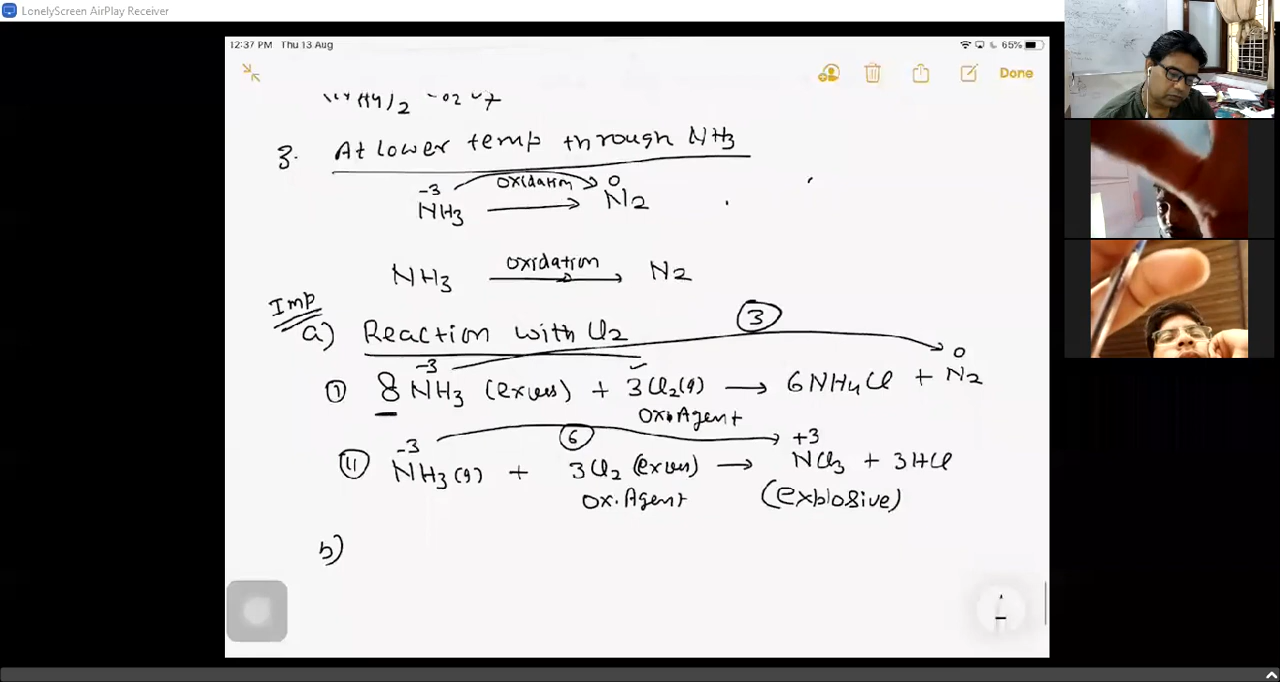 LonelyScreen AirPlay Receiver
12:37 PM Thu 13 Aug
65%
Done
3. At lower temp through NH3
-3 oxidation 0
NH3 → N2
NH3 oxidation → N2
Imp
a) Reaction with Cl2
3
-3 0
① 8 NH3 (excess) + 3Cl2(g) → 6NH4Cl + N2
Oxi.Agent
-3 6 +3
② NH3(g) + 3Cl2 (excess) → NCl3 + 3HCl
Ox.Agent (explosive)
b)